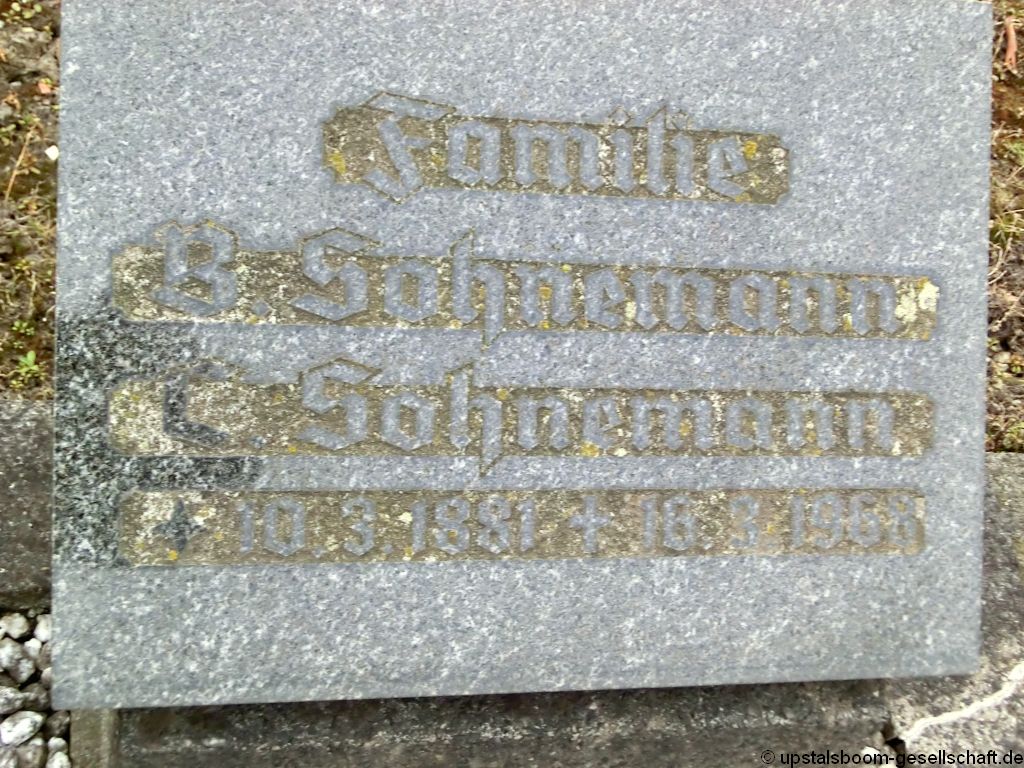 Familie
B. Sohnemann
C. Sohnemann
10.3.1881 ✝ 16.3.1968
© upstalsboom-gesellschaft.de